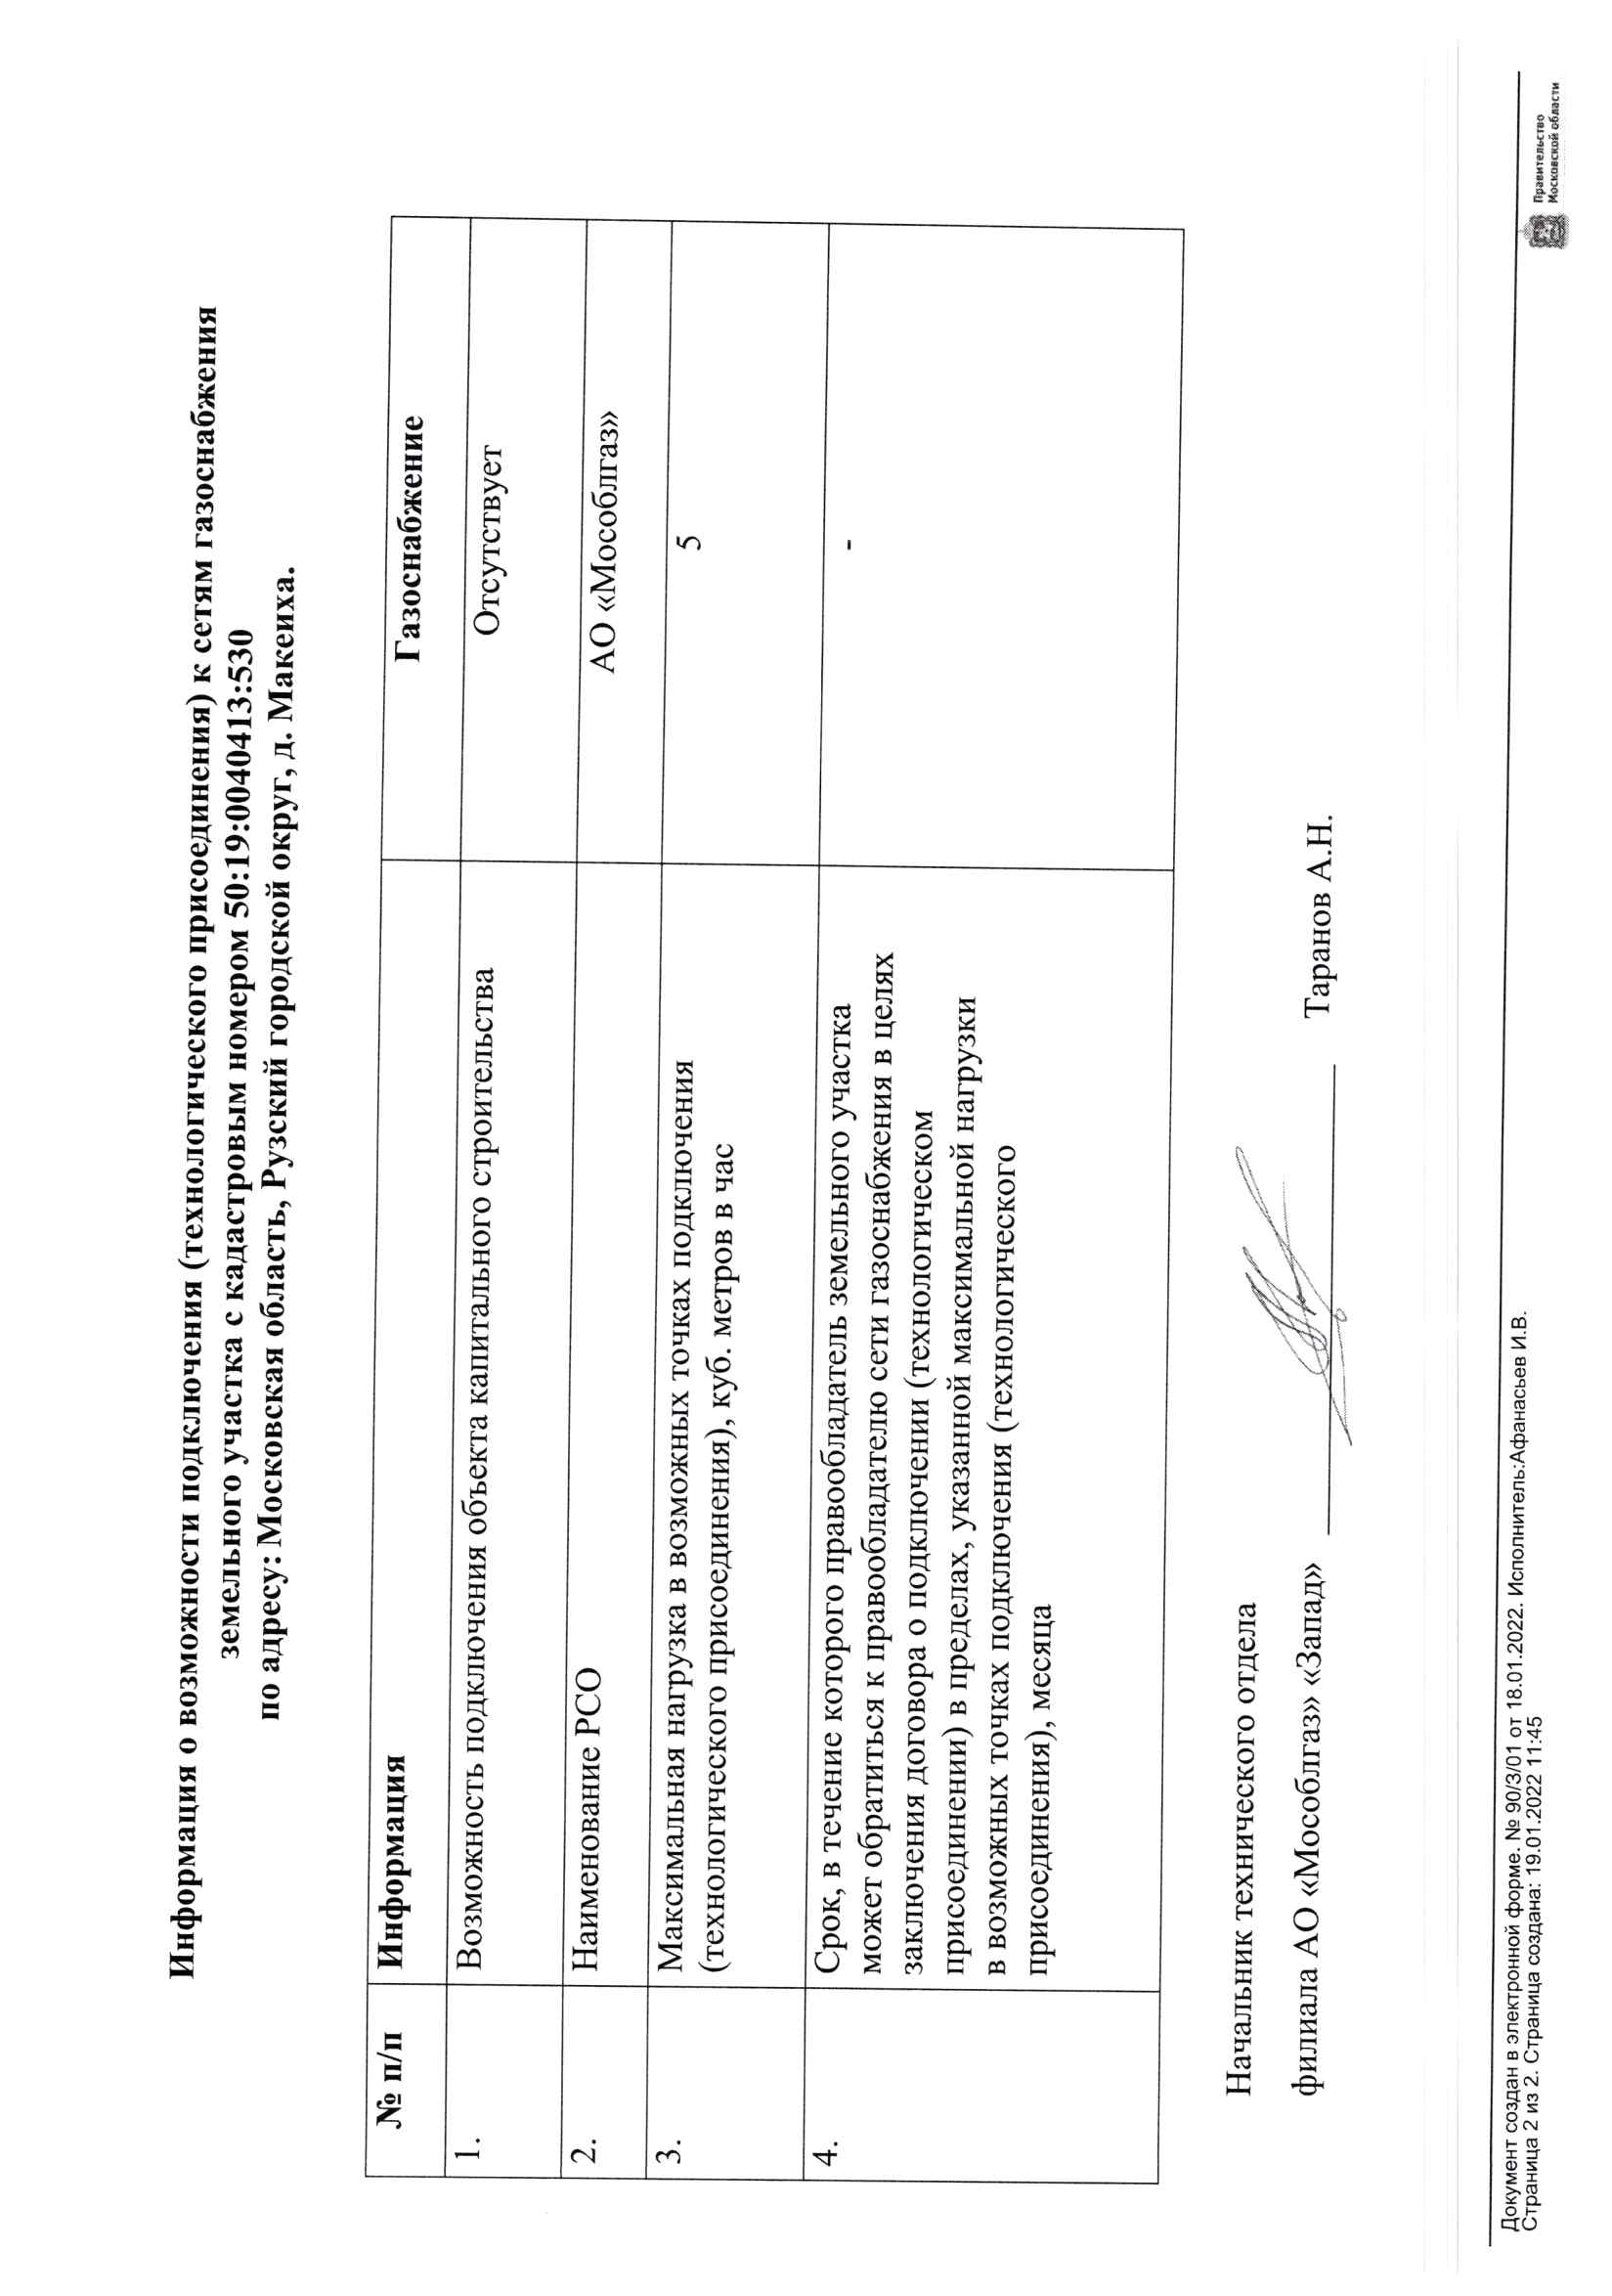 Информация о возможности подключения (технологического присоединения) к сетям газоснабжения
земельного участка с кадастровым номером 50:19:0040413:530
по адресу: Московская область, Рузский городской округ, д. Макеиха.
№ п/п
Информация
Газоснабжение
1.
Возможность подключения объекта капитального строительства
Отсутствует
2.
Наименование РСО
АО «Мособлгаз»
3.
Максимальная нагрузка в возможных точках подключения
(технологического присоединения), куб. метров в час
5
4.
Срок, в течение которого правообладатель земельного участка
может обратиться к правообладателю сети газоснабжения в целях
заключения договора о подключении (технологическом
присоединении) в пределах, указанной максимальной нагрузки
в возможных точках подключения (технологического
присоединения), месяца
-
Начальник технического отдела
филиала АО «Мособлгаз» «Запад»
Таранов А.Н.
Документ создан в электронной форме. № 90/3/01 от 18.01.2022. Исполнитель:Афанасьев И.В.
Страница 2 из 2. Страница создана: 19.01.2022 11:45
Правительство
Московской области